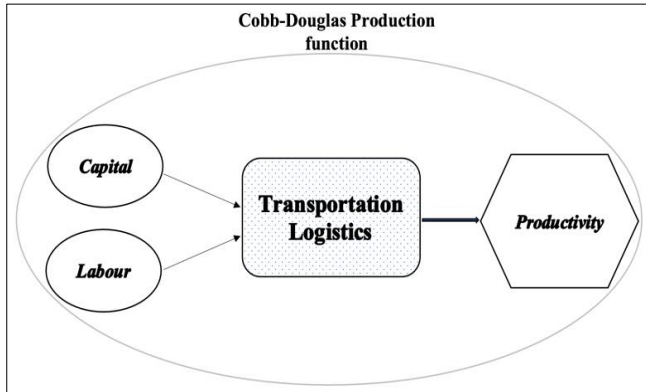 Cobb-Douglas Production
function
Capital
Transportation
Logistics
Productivity
Labour